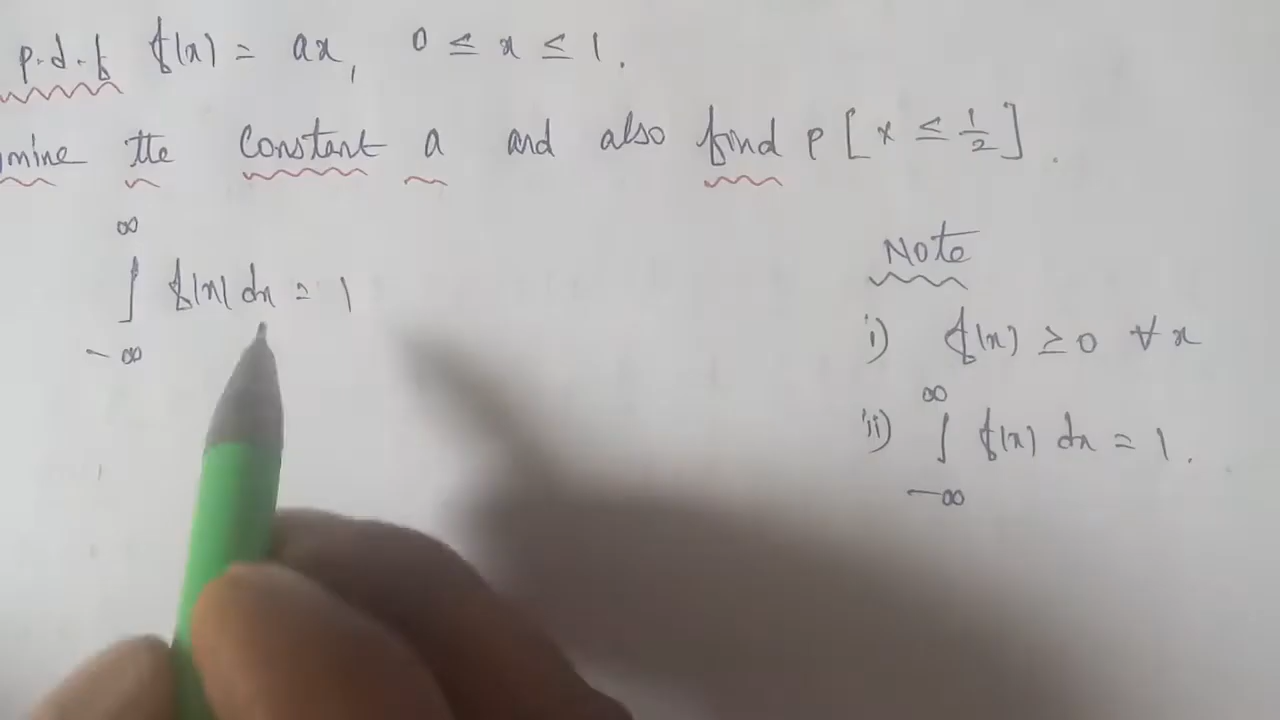 p.d.f f(x) = ax, 0 ≤ x ≤ 1.
mine the constant a and also find P[x ≤ 1/2].
∞
∫ f(x) dx = 1
-∞
Note
i) f(x) ≥ 0 ∀ x
∞
ii) ∫ f(x) dx = 1.
-∞